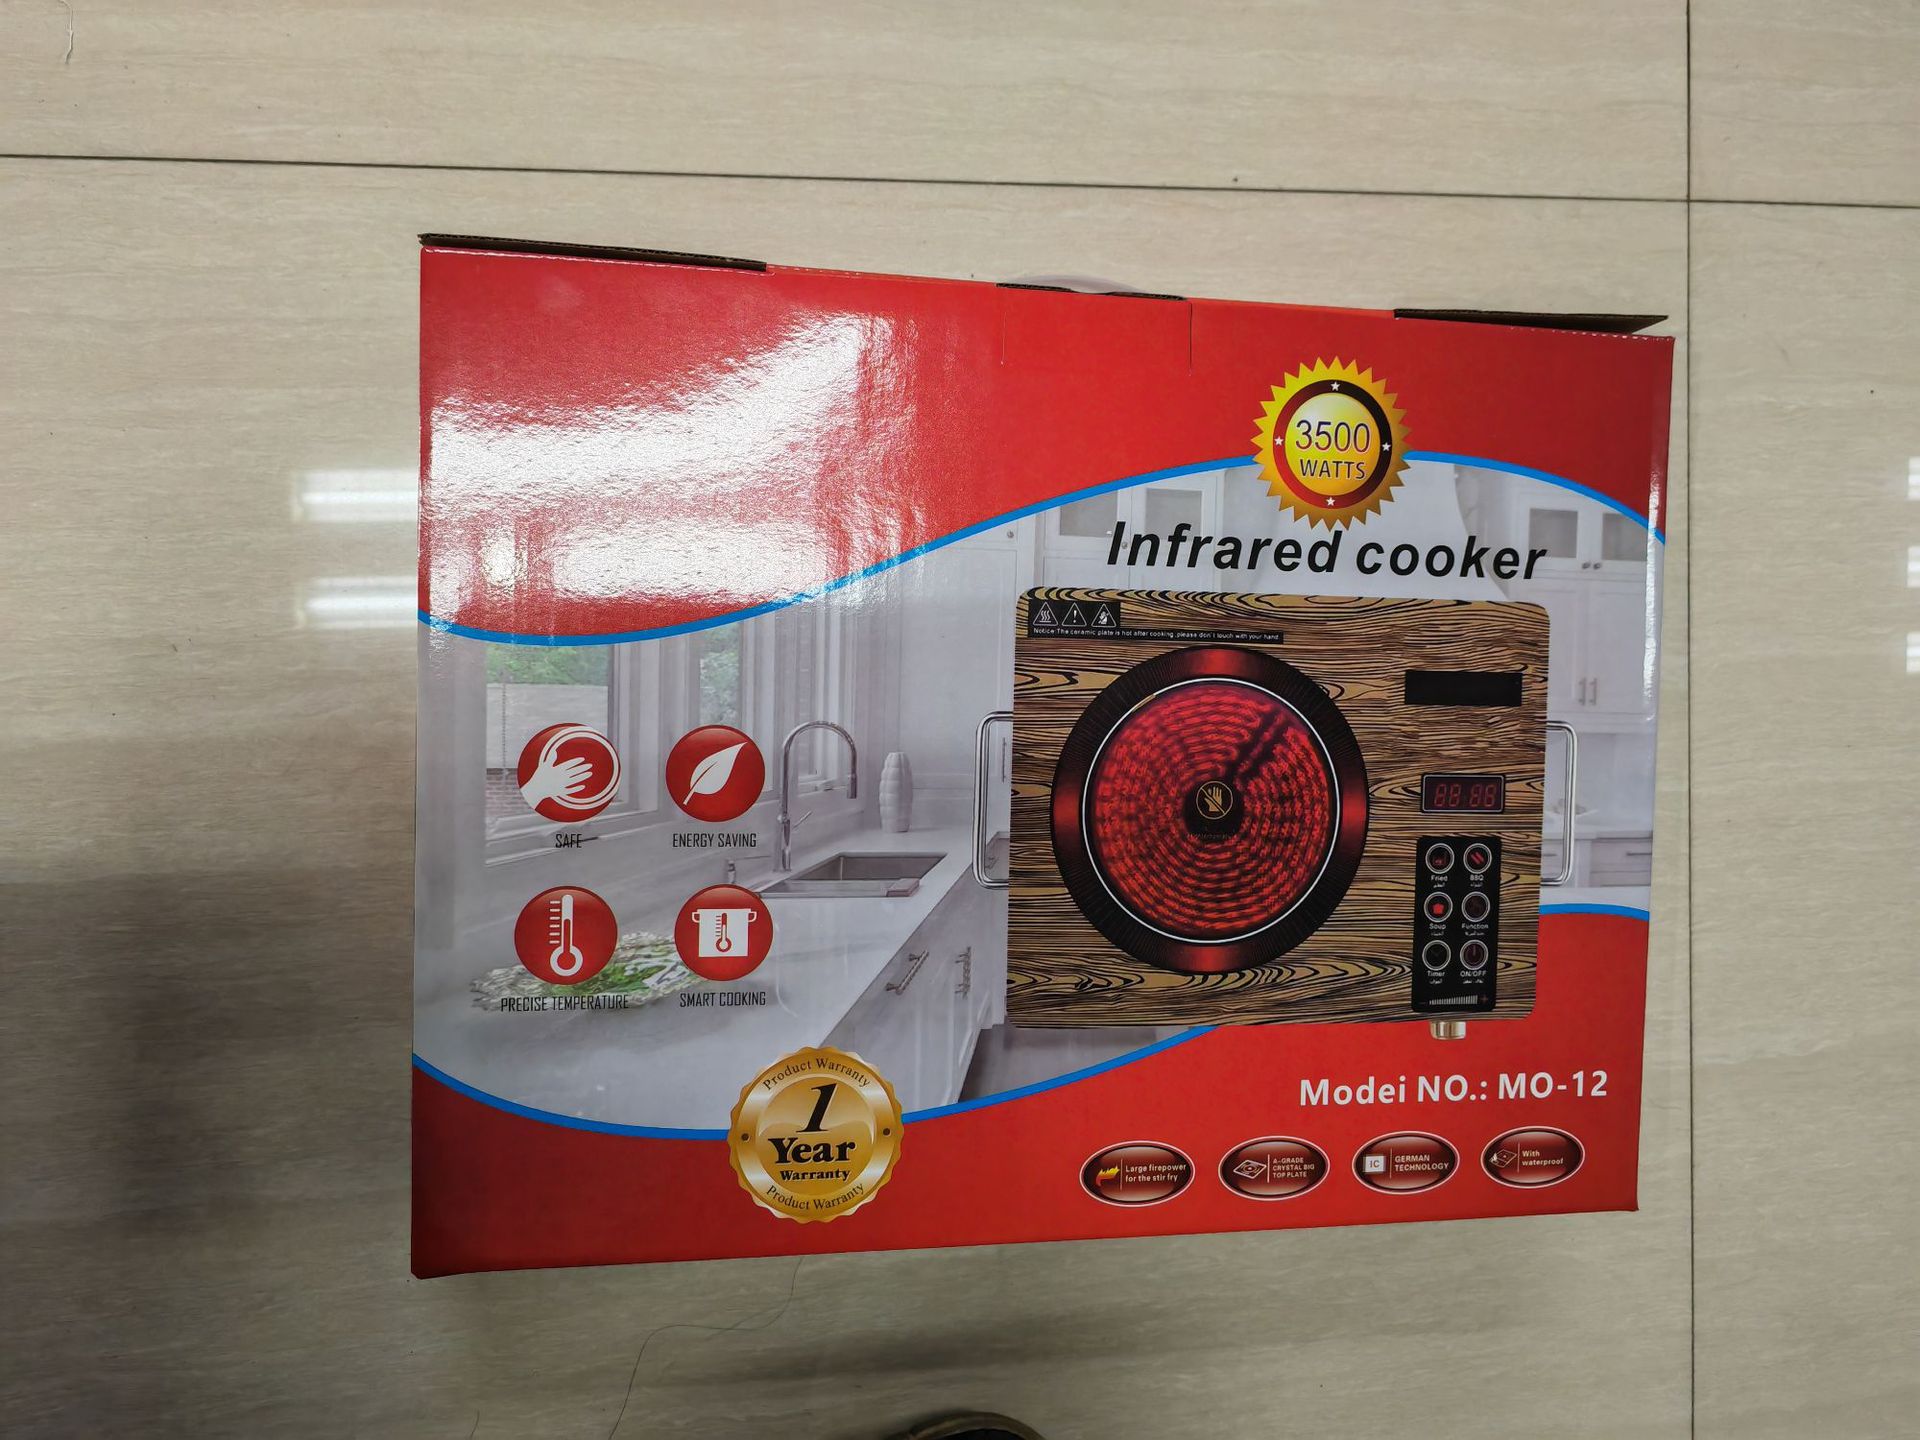 3500
WATTS
Infrared cooker
Notice:The ceramic plate is hot after cooking,please don't touch with your hand
88:88
SAFE
ENERGY SAVING
Fried
BBQ
Soup
Function
Timer
ON/OFF
PRECISE TEMPERATURE
SMART COOKING
Product Warranty
1
Year
Warranty
Product Warranty
Modei NO.: MO-12
Large firepower
for the stir fry
A-GRADE
CRYSTAL BIG
TOP PLATE
IC
GERMAN
TECHNOLOGY
With
waterproof